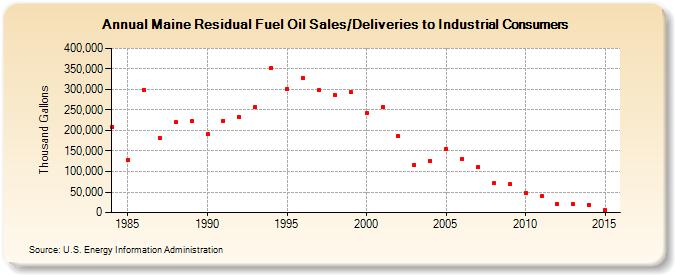 Annual Maine Residual Fuel Oil Sales/Deliveries to Industrial Consumers
Thousand Gallons
400,000
350,000
300,000
250,000
200,000
150,000
100,000
50,000
0
1985 1990 1995 2000 2005 2010 2015
Source: U.S. Energy Information Administration